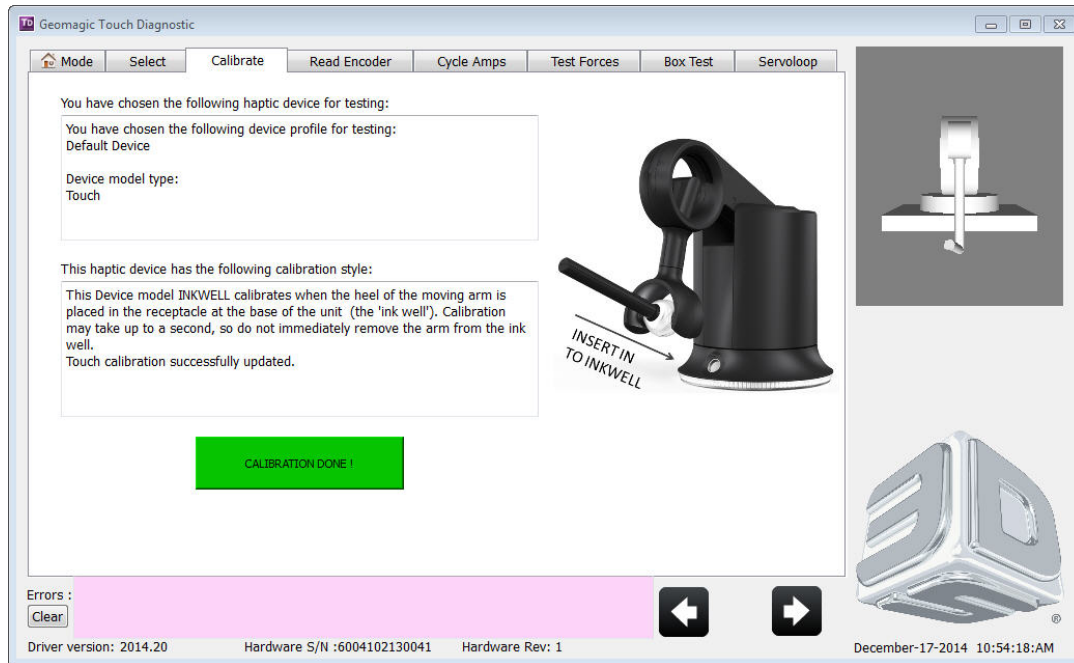 TD Geomagic Touch Diagnostic
Mode Select Calibrate Read Encoder Cycle Amps Test Forces Box Test Servoloop
You have chosen the following haptic device for testing:
You have chosen the following device profile for testing:
Default Device
Device model type:
Touch
This haptic device has the following calibration style:
This Device model INKWELL calibrates when the heel of the moving arm is
placed in the receptacle at the base of the unit (the 'ink well'). Calibration
may take up to a second, so do not immediately remove the arm from the ink
well.
Touch calibration successfully updated.
INSERT IN
TO INKWELL
CALIBRATION DONE !
3D
®
Errors :
Clear
Driver version: 2014.20 Hardware S/N :6004102130041 Hardware Rev: 1 December-17-2014 10:54:18:AM